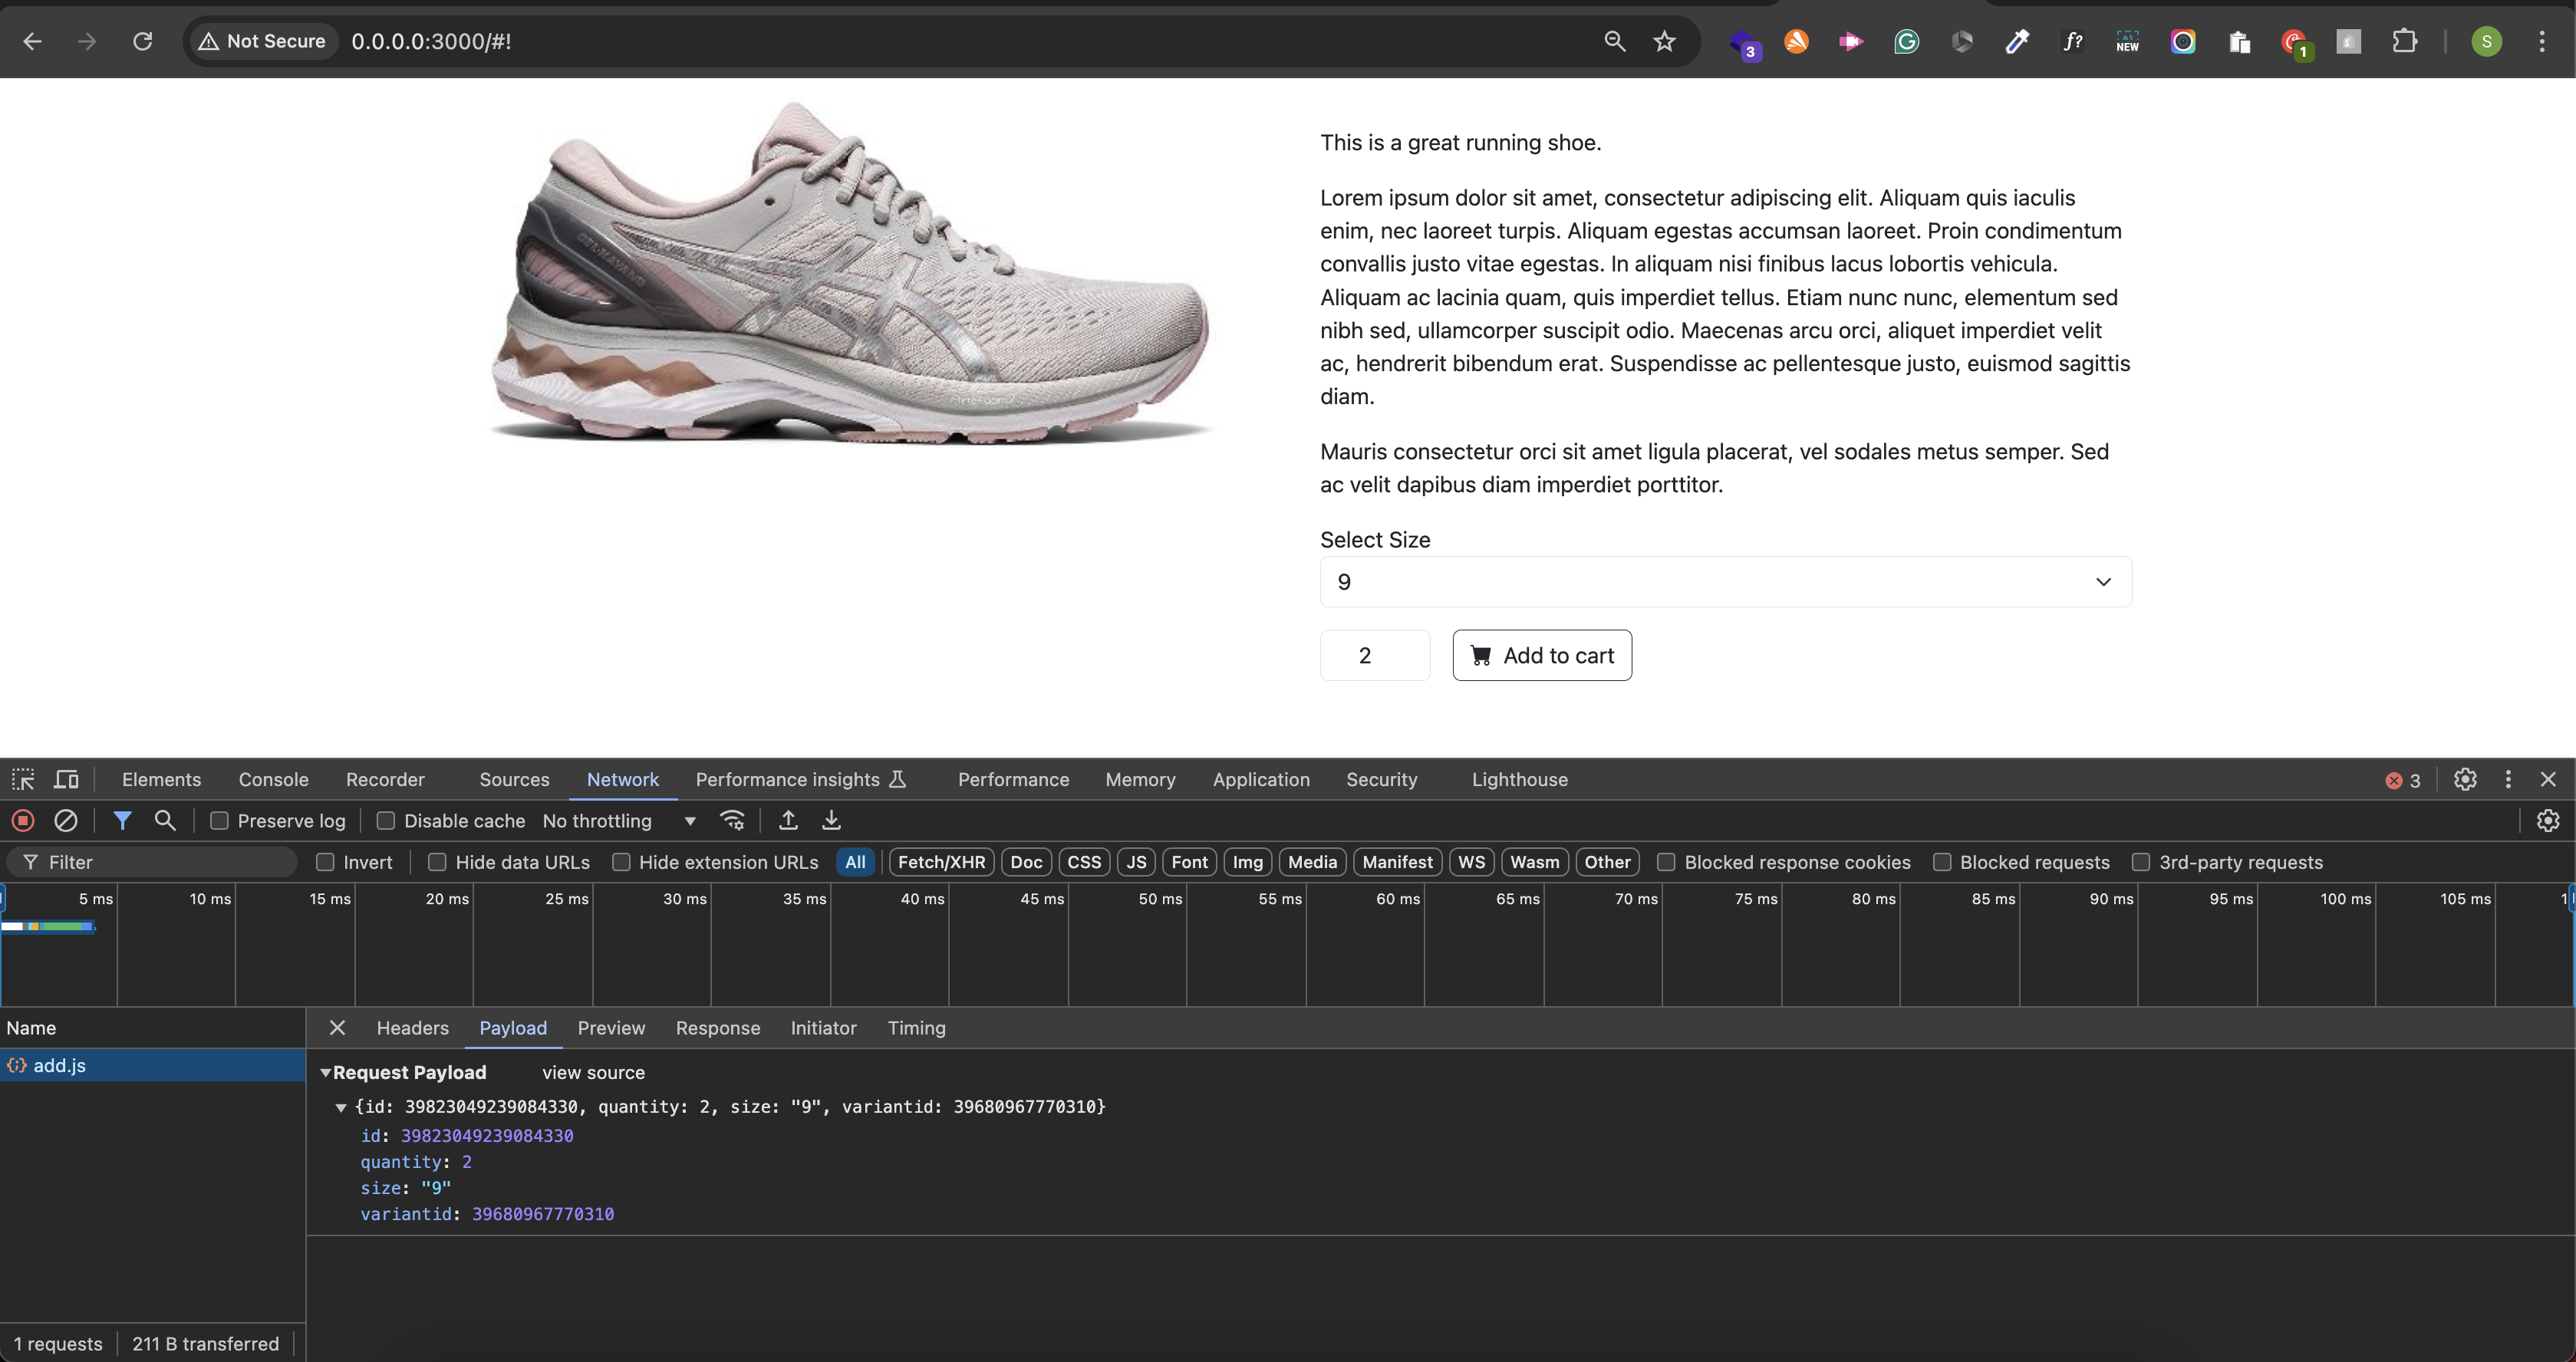 Not Secure
0.0.0.0:3000/#!
3
f?
NEW
1
S
This is a great running shoe.
Lorem ipsum dolor sit amet, consectetur adipiscing elit. Aliquam quis iaculis
enim, nec laoreet turpis. Aliquam egestas accumsan laoreet. Proin condimentum
convallis justo vitae egestas. In aliquam nisi finibus lacus lobortis vehicula.
Aliquam ac lacinia quam, quis imperdiet tellus. Etiam nunc nunc, elementum sed
nibh sed, ullamcorper suscipit odio. Maecenas arcu orci, aliquet imperdiet velit
ac, hendrerit bibendum erat. Suspendisse ac pellentesque justo, euismod sagittis
diam.
Mauris consectetur orci sit amet ligula placerat, vel sodales metus semper. Sed
ac velit dapibus diam imperdiet porttitor.
Select Size
9
2 Add to cart
Elements Console Recorder Sources Network Performance insights Performance Memory Application Security Lighthouse 3
Preserve log Disable cache No throttling
Filter Invert Hide data URLs Hide extension URLs All Fetch/XHR Doc CSS JS Font Img Media Manifest WS Wasm Other Blocked response cookies Blocked requests 3rd-party requests
5 ms 10 ms 15 ms 20 ms 25 ms 30 ms 35 ms 40 ms 45 ms 50 ms 55 ms 60 ms 65 ms 70 ms 75 ms 80 ms 85 ms 90 ms 95 ms 100 ms 105 ms
Name Headers Payload Preview Response Initiator Timing
add.js
Request Payload view source
{id: 39823049239084330, quantity: 2, size: "9", variantid: 39680967770310}
id: 39823049239084330
quantity: 2
size: "9"
variantid: 39680967770310
1 requests 211 B transferred